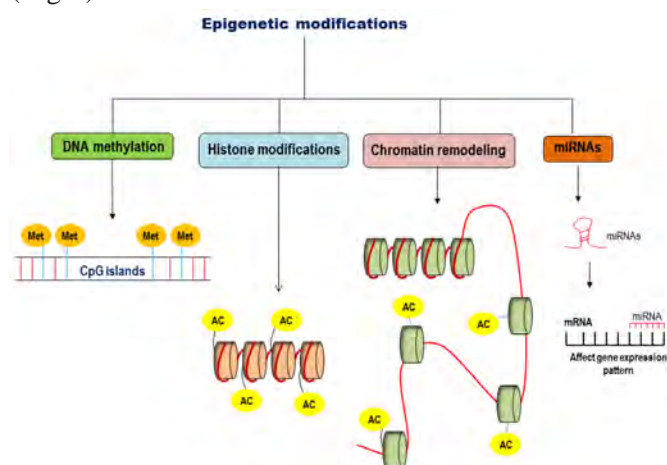 Epigenetic modifications
DNA methylation
Histone modifications
Chromatin remodeling
miRNAs
Met
Met
Met
Met
CpG islands
miRNAs
AC
AC
AC
AC
AC
AC
AC
AC
mRNA
miRNA
Affect gene expression
pattern